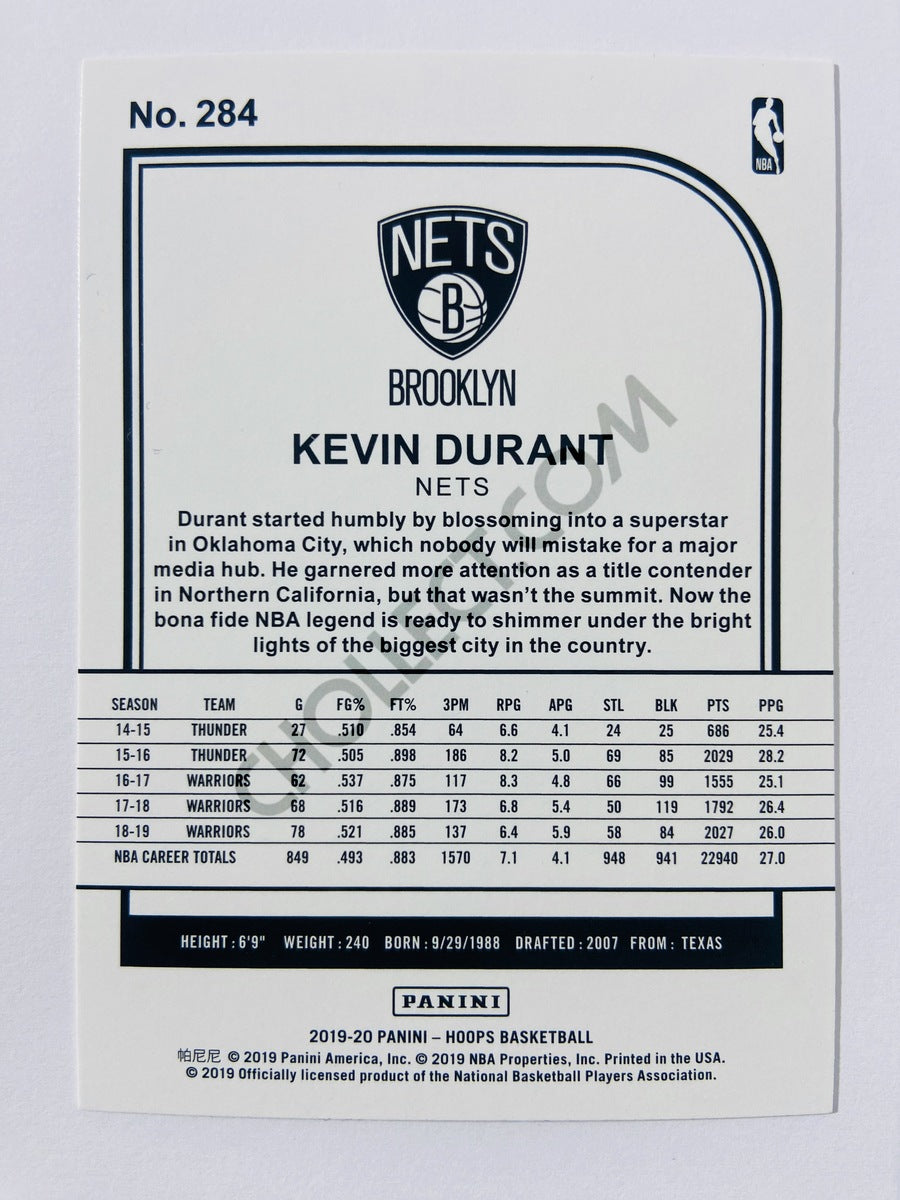 No. 284
NBA
NETS
B
BROOKLYN
KEVIN DURANT
NETS
Durant started humbly by blossoming into a superstar
in Oklahoma City, which nobody will mistake for a major
media hub. He garnered more attention as a title contender
in Northern California, but that wasn't the summit. Now the
bona fide NBA legend is ready to shimmer under the bright
lights of the biggest city in the country.
SEASON TEAM G FG% FT% 3PM RPG APG STL BLK PTS PPG
14-15 THUNDER 27 .510 .854 64 6.6 4.1 24 25 686 25.4
15-16 THUNDER 72 .505 .898 186 8.2 5.0 69 85 2029 28.2
16-17 WARRIORS 62 .537 .875 117 8.3 4.8 66 99 1555 25.1
17-18 WARRIORS 68 .516 .889 173 6.8 5.4 50 119 1792 26.4
18-19 WARRIORS 78 .521 .885 137 6.4 5.9 58 84 2027 26.0
NBA CAREER TOTALS 849 .493 .883 1570 7.1 4.1 948 941 22940 27.0
HEIGHT : 6'9" WEIGHT : 240 BORN : 9/29/1988 DRAFTED : 2007 FROM : TEXAS
PANINI
2019-20 PANINI – HOOPS BASKETBALL
帕尼尼 © 2019 Panini America, Inc. © 2019 NBA Properties, Inc. Printed in the USA.
© 2019 Officially licensed product of the National Basketball Players Association.
CHOLLECT.COM